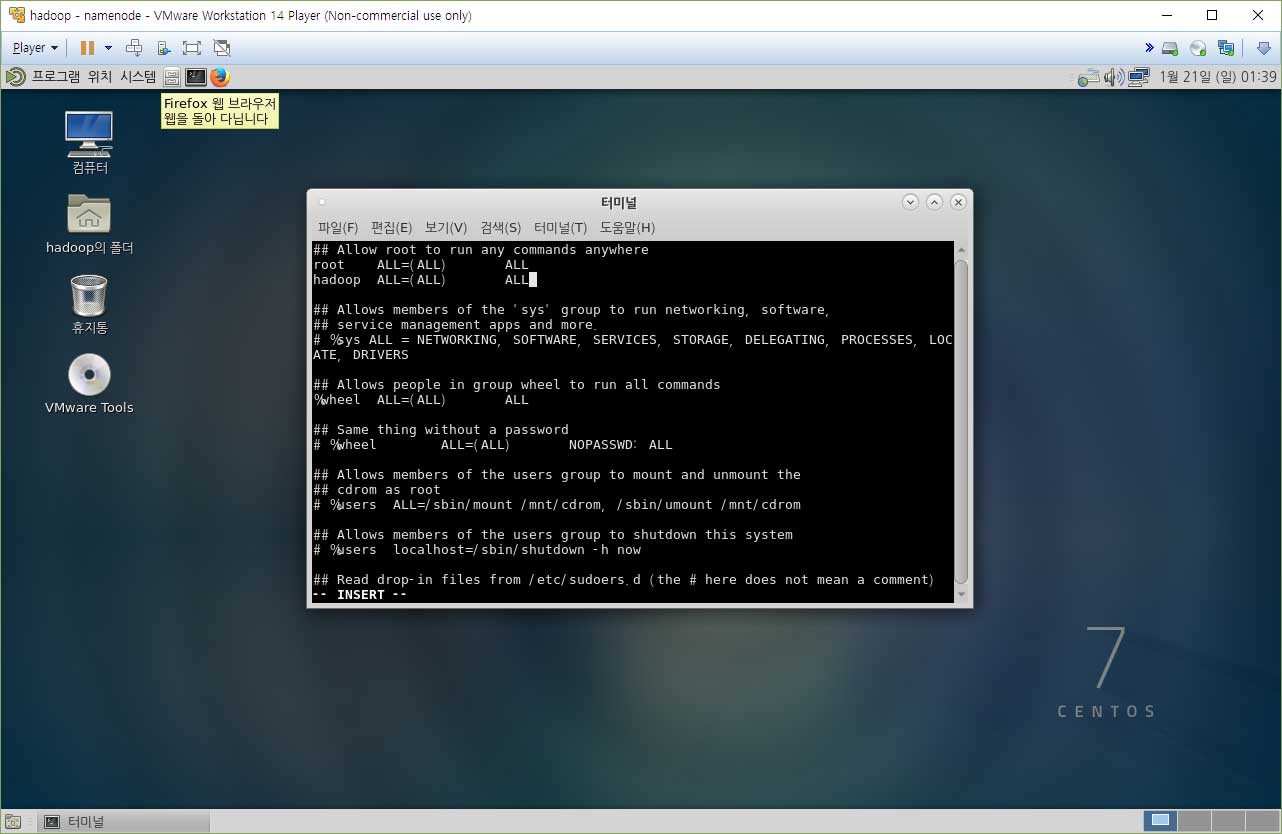 hadoop - namenode - VMware Workstation 14 Player (Non-commercial use only)
Player
프로그램 위치 시스템
1월 21일 (일) 01:39
Firefox 웹 브라우저
웹을 돌아 다닙니다
컴퓨터
hadoop의 폴더
휴지통
VMware Tools
터미널
파일(F) 편집(E) 보기(V) 검색(S) 터미널(T) 도움말(H)
## Allow root to run any commands anywhere
root ALL=(ALL) ALL
hadoop ALL=(ALL) ALL
## Allows members of the 'sys' group to run networking, software,
## service management apps and more.
# %sys ALL = NETWORKING, SOFTWARE, SERVICES, STORAGE, DELEGATING, PROCESSES, LOC
ATE, DRIVERS
## Allows people in group wheel to run all commands
%wheel ALL=(ALL) ALL
## Same thing without a password
# %wheel ALL=(ALL) NOPASSWD: ALL
## Allows members of the users group to mount and unmount the
## cdrom as root
# %users ALL=/sbin/mount /mnt/cdrom, /sbin/umount /mnt/cdrom
## Allows members of the users group to shutdown this system
# %users localhost=/sbin/shutdown -h now
## Read drop-in files from /etc/sudoers.d (the # here does not mean a comment)
-- INSERT --
7
CENTOS
터미널